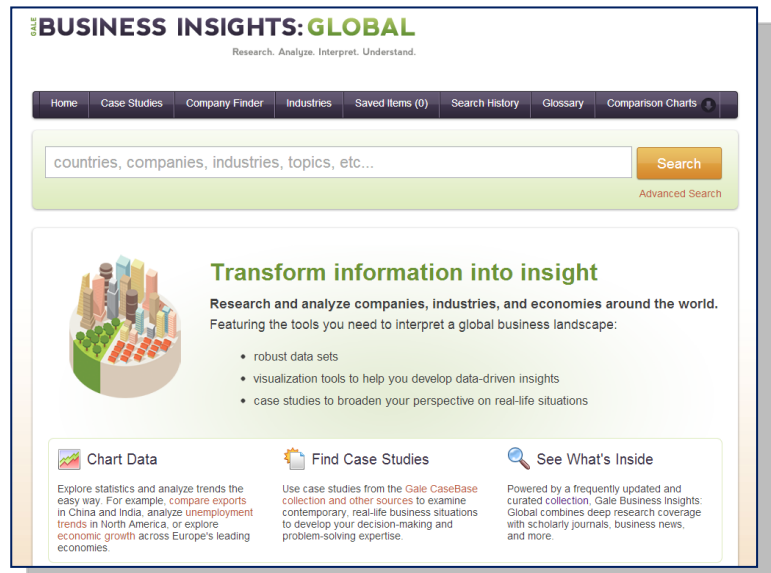 GALE BUSINESS INSIGHTS: GLOBAL
Research. Analyze. Interpret. Understand.
Home Case Studies Company Finder Industries Saved Items (0) Search History Glossary Comparison Charts
countries, companies, industries, topics, etc...
Search
Advanced Search
Transform information into insight
Research and analyze companies, industries, and economies around the world.
Featuring the tools you need to interpret a global business landscape:
• robust data sets
• visualization tools to help you develop data-driven insights
• case studies to broaden your perspective on real-life situations
Chart Data
Explore statistics and analyze trends the
easy way. For example, compare exports
in China and India, analyze unemployment
trends in North America, or explore
economic growth across Europe's leading
economies.
Find Case Studies
Use case studies from the Gale CaseBase
collection and other sources to examine
contemporary, real-life business situations
to develop your decision-making and
problem-solving expertise.
See What's Inside
Powered by a frequently updated and
curated collection, Gale Business Insights:
Global combines deep research coverage
with scholarly journals, business news,
and more.